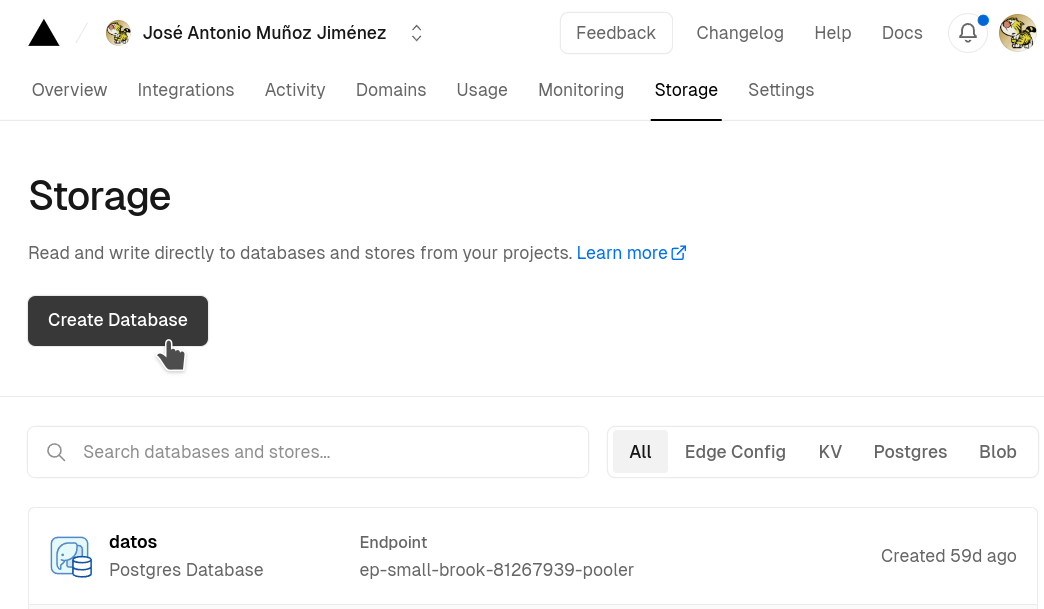 José Antonio Muñoz Jiménez Feedback Changelog Help Docs
Overview Integrations Activity Domains Usage Monitoring Storage Settings
Storage
Read and write directly to databases and stores from your projects. Learn more
Create Database
Search databases and stores... All Edge Config KV Postgres Blob
datos Endpoint
Postgres Database ep-small-brook-81267939-pooler Created 59d ago